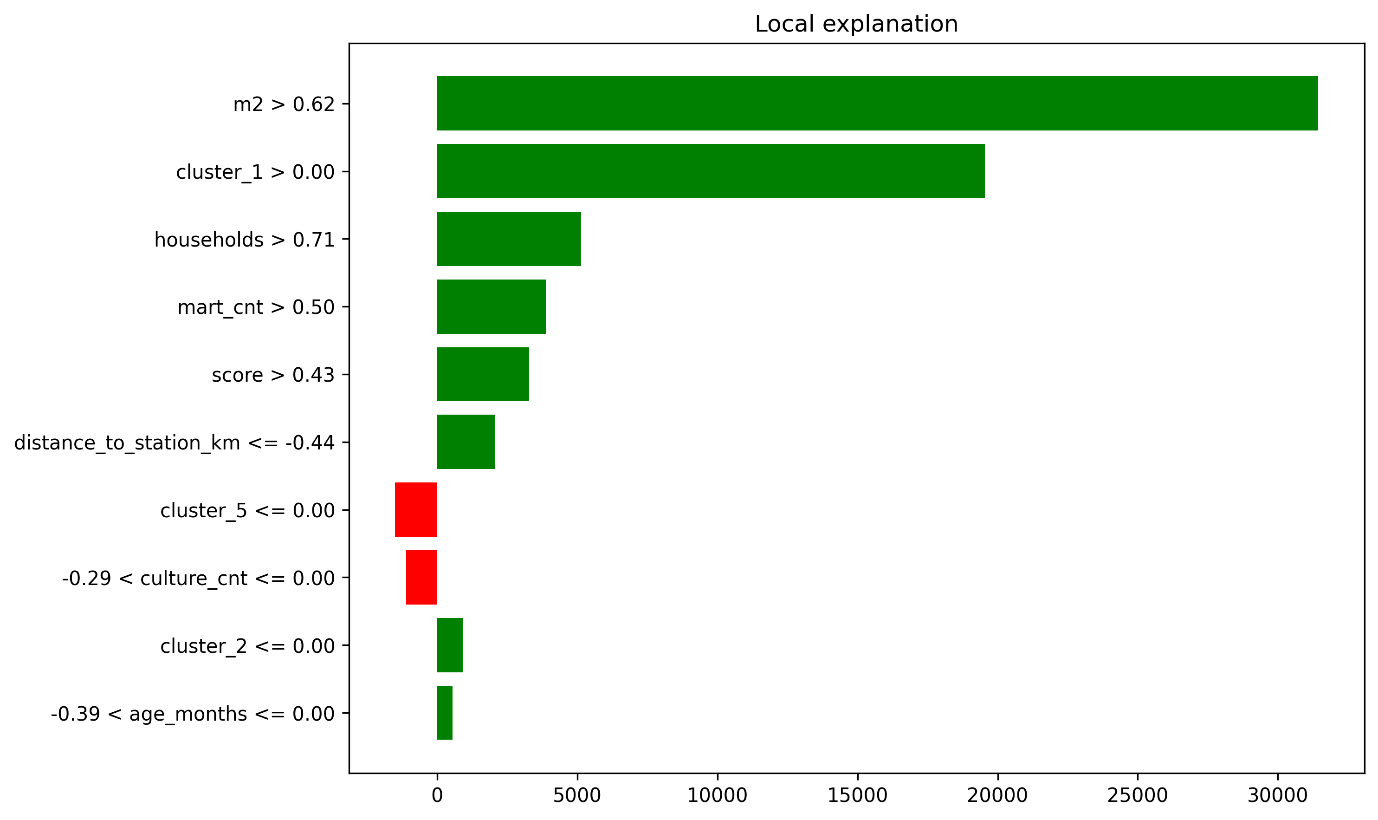 Local explanation
m2 > 0.62
cluster_1 > 0.00
households > 0.71
mart_cnt > 0.50
score > 0.43
distance_to_station_km <= -0.44
cluster_5 <= 0.00
-0.29 < culture_cnt <= 0.00
cluster_2 <= 0.00
-0.39 < age_months <= 0.00
0 5000 10000 15000 20000 25000 30000